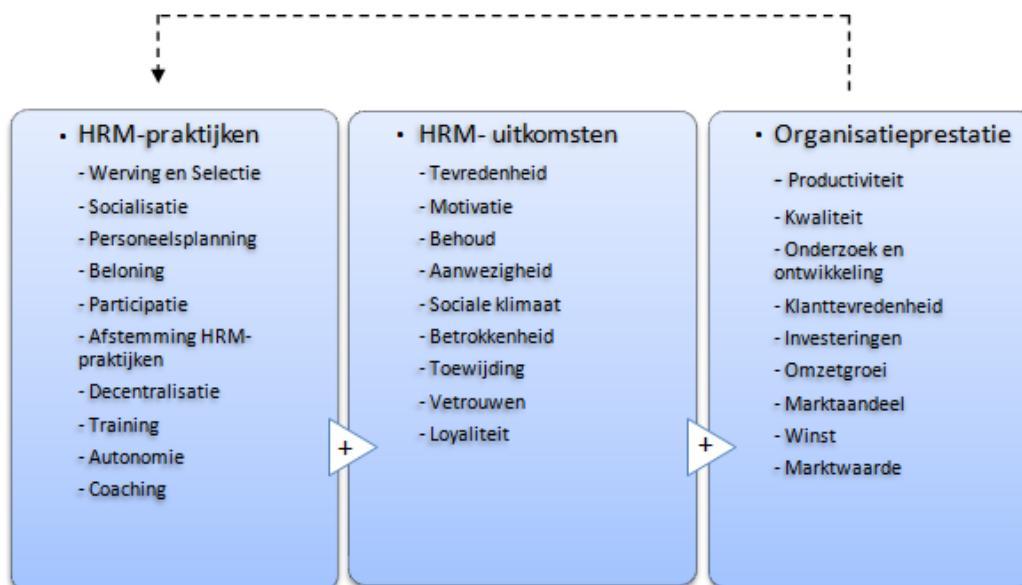 · HRM-praktijken
- Werving en Selectie
- Socialisatie
- Personeelsplanning
- Beloning
- Participatie
- Afstemming HRM-
praktijken
- Decentralisatie
- Training
- Autonomie
- Coaching
+
· HRM- uitkomsten
- Tevredenheid
- Motivatie
- Behoud
- Aanwezigheid
- Sociale klimaat
- Betrokkenheid
- Toewijding
- Vetrouwen
- Loyaliteit
+
· Organisatieprestatie
- Productiviteit
- Kwaliteit
- Onderzoek en
ontwikkeling
- Klanttevredenheid
- Investeringen
- Omzetgroei
- Marktaandeel
- Winst
- Marktwaarde